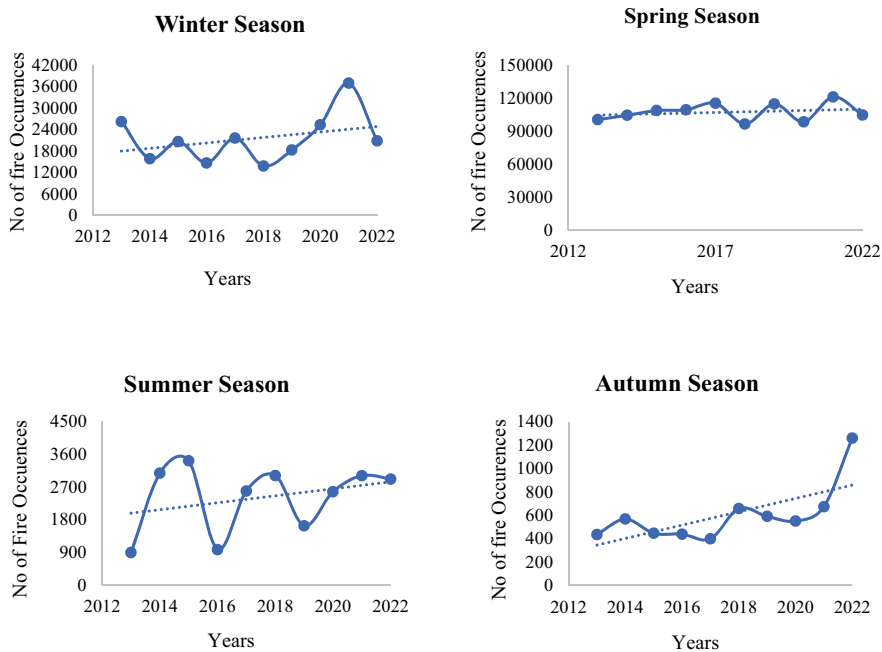 Winter Season
No of fire Occurences
42000
36000
30000
24000
18000
12000
6000
0
2012 2014 2016 2018 2020 2022
Years
Spring Season
No of fire Occurences
150000
120000
90000
60000
30000
0
2012 2017 2022
Years
Summer Season
No of Fire Occuences
4500
3600
2700
1800
900
0
2012 2014 2016 2018 2020 2022
Years
Autumn Season
No of fire Occurences
1400
1200
1000
800
600
400
200
0
2012 2014 2016 2018 2020 2022
Years